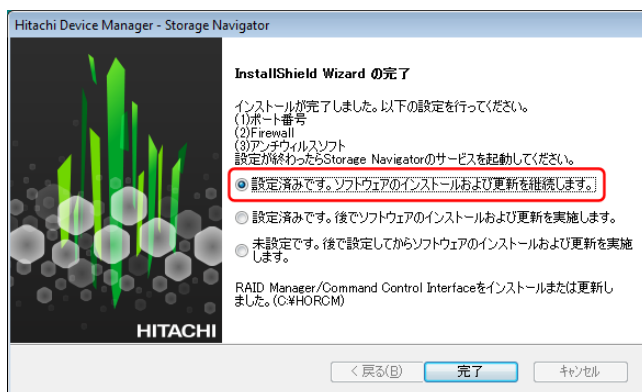 Hitachi Device Manager - Storage Navigator
InstallShield Wizard の完了
インストールが完了しました。以下の設定を行ってください。
(1)ポート番号
(2)Firewall
(3)アンチウィルスソフト
設定が終わったらStorage Navigatorのサービスを起動してください。
設定済みです。ソフトウェアのインストールおよび更新を継続します。
設定済みです。後でソフトウェアのインストールおよび更新を実施します。
未設定です。後で設定してからソフトウェアのインストールおよび更新を実施
します。
RAID Manager/Command Control Interfaceをインストールまたは更新し
ました。(C:¥HORCM)
HITACHI
< 戻る(B)
完了
キャンセル